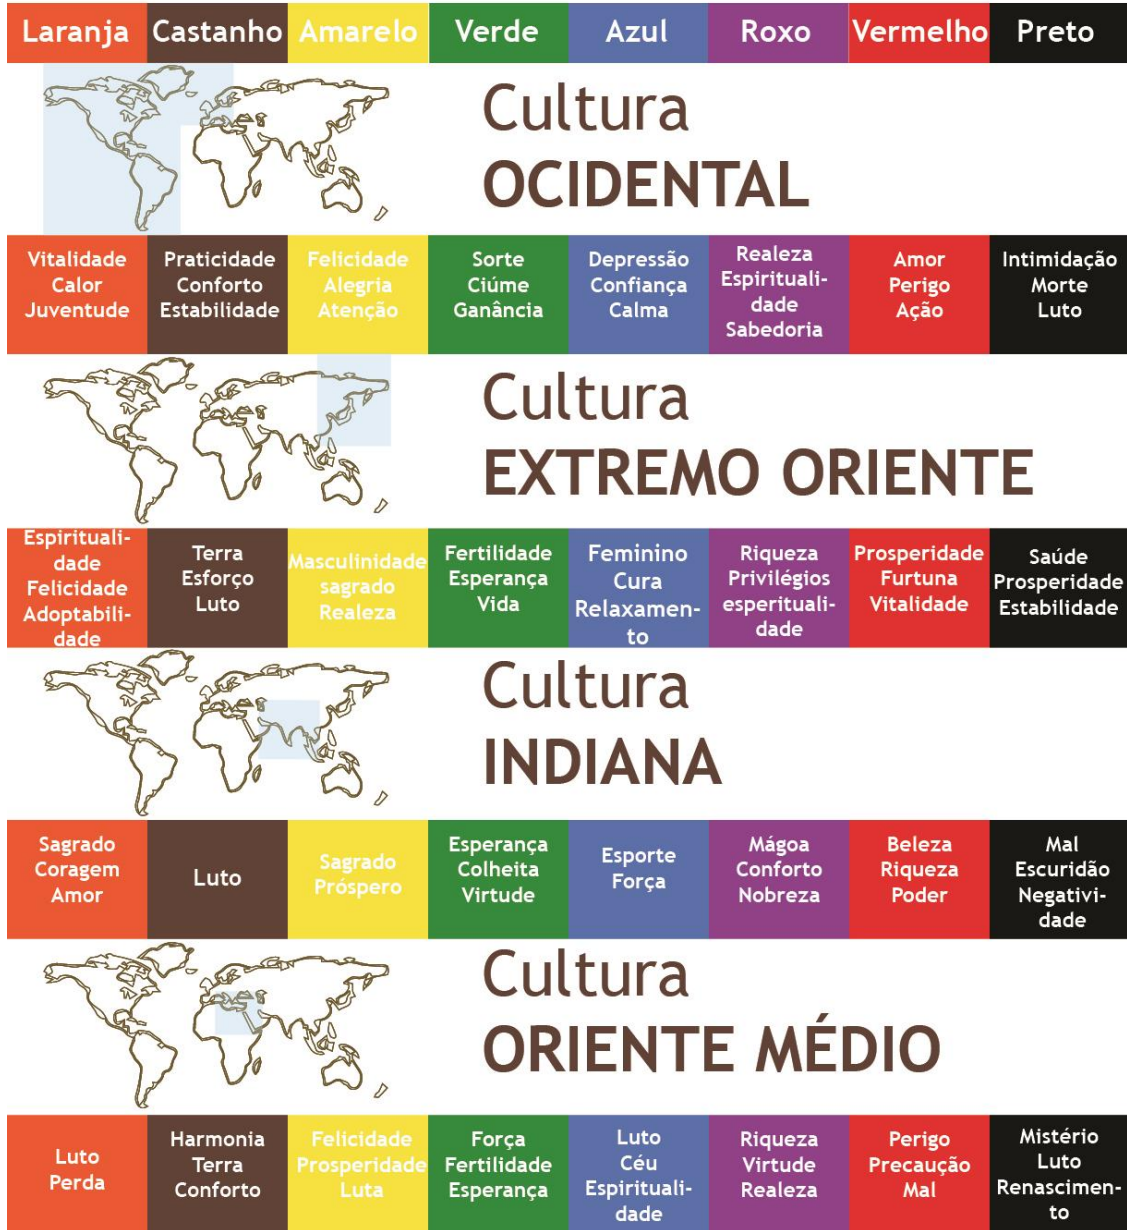 Laranja Castanho Amarelo Verde Azul Roxo Vermelho Preto
Cultura
OCIDENTAL
Vitalidade
Calor
Juventude
Praticidade
Conforto
Estabilidade
Felicidade
Alegria
Atenção
Sorte
Ciúme
Ganância
Depressão
Confiança
Calma
Realeza
Espirituali-
dade
Sabedoria
Amor
Perigo
Ação
Intimidação
Morte
Luto
Cultura
EXTREMO ORIENTE
Espirituali-
dade
Felicidade
Adoptabili-
dade
Terra
Esforço
Luto
Masculinidade
sagrado
Realeza
Fertilidade
Esperança
Vida
Feminino
Cura
Relaxamen-
to
Riqueza
Privilégios
esperituali-
dade
Prosperidade
Furtuna
Vitalidade
Saúde
Prosperidade
Estabilidade
Cultura
INDIANA
Sagrado
Coragem
Amor
Luto
Sagrado
Próspero
Esperança
Colheita
Virtude
Esporte
Força
Mágoa
Conforto
Nobreza
Beleza
Riqueza
Poder
Mal
Escuridão
Negativi-
dade
Cultura
ORIENTE MÉDIO
Luto
Perda
Harmonia
Terra
Conforto
Felicidade
Prosperidade
Luta
Força
Fertilidade
Esperança
Luto
Céu
Espirituali-
dade
Riqueza
Virtude
Realeza
Perigo
Precaução
Mal
Mistério
Luto
Renascimen-
to